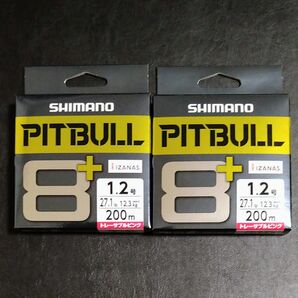 SHIMANO
PITBULL
8+
IZANAS
1.2号
27.1lb 12.3kg
200m
トレーサブルピンク
SHIMANO
PITBULL
8+
IZANAS
1.2号
27.1lb 12.3kg
200m
トレーサブルピンク